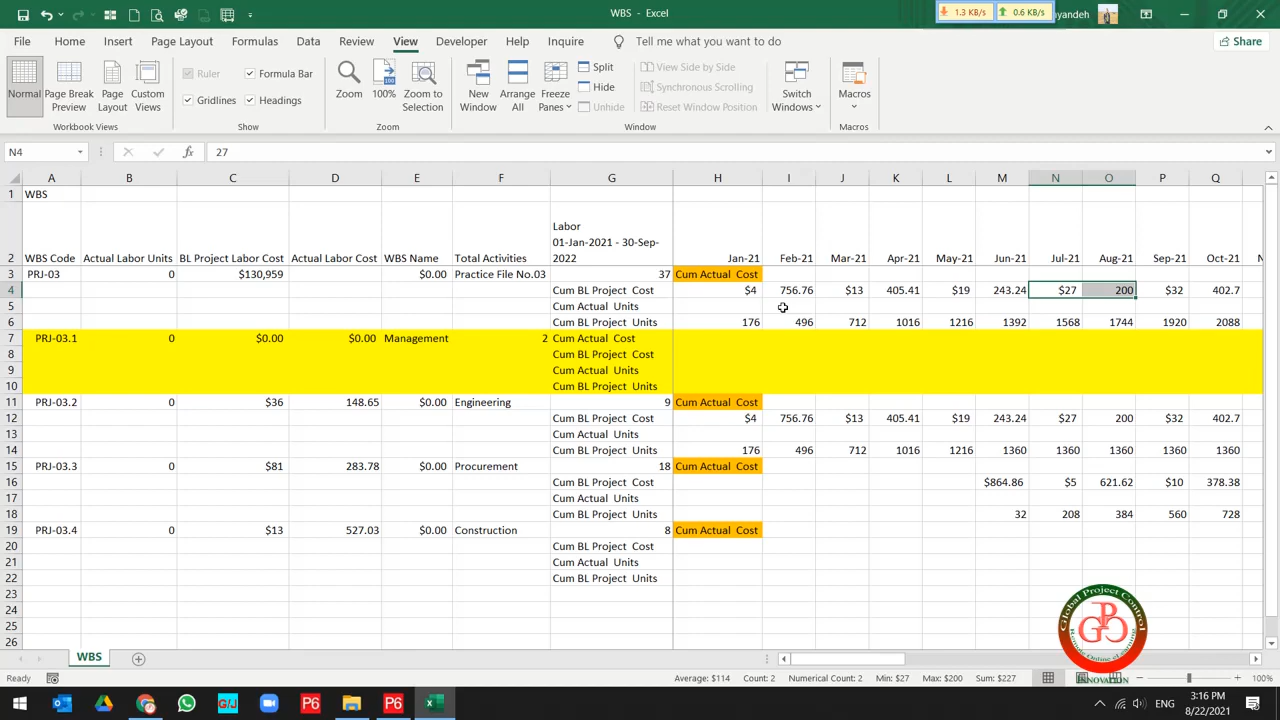 WBS - Excel
1.3 KB/s 0.6 KB/s
ayandeh
File Home Insert Page Layout Formulas Data Review View Developer Help Inquire Tell me what you want to do Share
Normal
Page Break Preview
Page Layout
Custom Views
Workbook Views
Ruler Formula Bar
Gridlines Headings
Show
Zoom
100%
Zoom to Selection
Zoom
New Window
Arrange All
Freeze Panes
Split
Hide
Unhide
View Side by Side
Synchronous Scrolling
Reset Window Position
Window
Switch Windows
Macros
Macros
N4 fx 27
A B C D E F G H I J K L M N O P Q
1 WBS
Labor
01-Jan-2021 - 30-Sep-
2 WBS Code Actual Labor Units BL Project Labor Cost Actual Labor Cost WBS Name Total Activities 2022 Jan-21 Feb-21 Mar-21 Apr-21 May-21 Jun-21 Jul-21 Aug-21 Sep-21 Oct-21 N
3 PRJ-03 0 $130,959 $0.00 Practice File No.03 37 Cum Actual Cost
4 Cum BL Project Cost $4 756.76 $13 405.41 $19 243.24 $27 200 $32 402.7
5 Cum Actual Units
6 Cum BL Project Units 176 496 712 1016 1216 1392 1568 1744 1920 2088
7 PRJ-03.1 0 $0.00 $0.00 Management 2 Cum Actual Cost
8 Cum BL Project Cost
9 Cum Actual Units
10 Cum BL Project Units
11 PRJ-03.2 0 $36 148.65 $0.00 Engineering 9 Cum Actual Cost
12 Cum BL Project Cost $4 756.76 $13 405.41 $19 243.24 $27 200 $32 402.7
13 Cum Actual Units
14 Cum BL Project Units 176 496 712 1016 1216 1360 1360 1360 1360 1360
15 PRJ-03.3 0 $81 283.78 $0.00 Procurement 18 Cum Actual Cost
16 Cum BL Project Cost $864.86 $5 621.62 $10 378.38
17 Cum Actual Units
18 Cum BL Project Units 32 208 384 560 728
19 PRJ-03.4 0 $13 527.03 $0.00 Construction 8 Cum Actual Cost
20 Cum BL Project Cost
21 Cum Actual Units
22 Cum BL Project Units
23
24
25
26
Global Project Control
GPC
Remote Online eLearning
INNOVATION
WBS
Ready Average: $114 Count: 2 Numerical Count: 2 Min: $27 Max: $200 Sum: $227 100%
G/J P6 P6 ENG
3:16 PM
8/22/2021